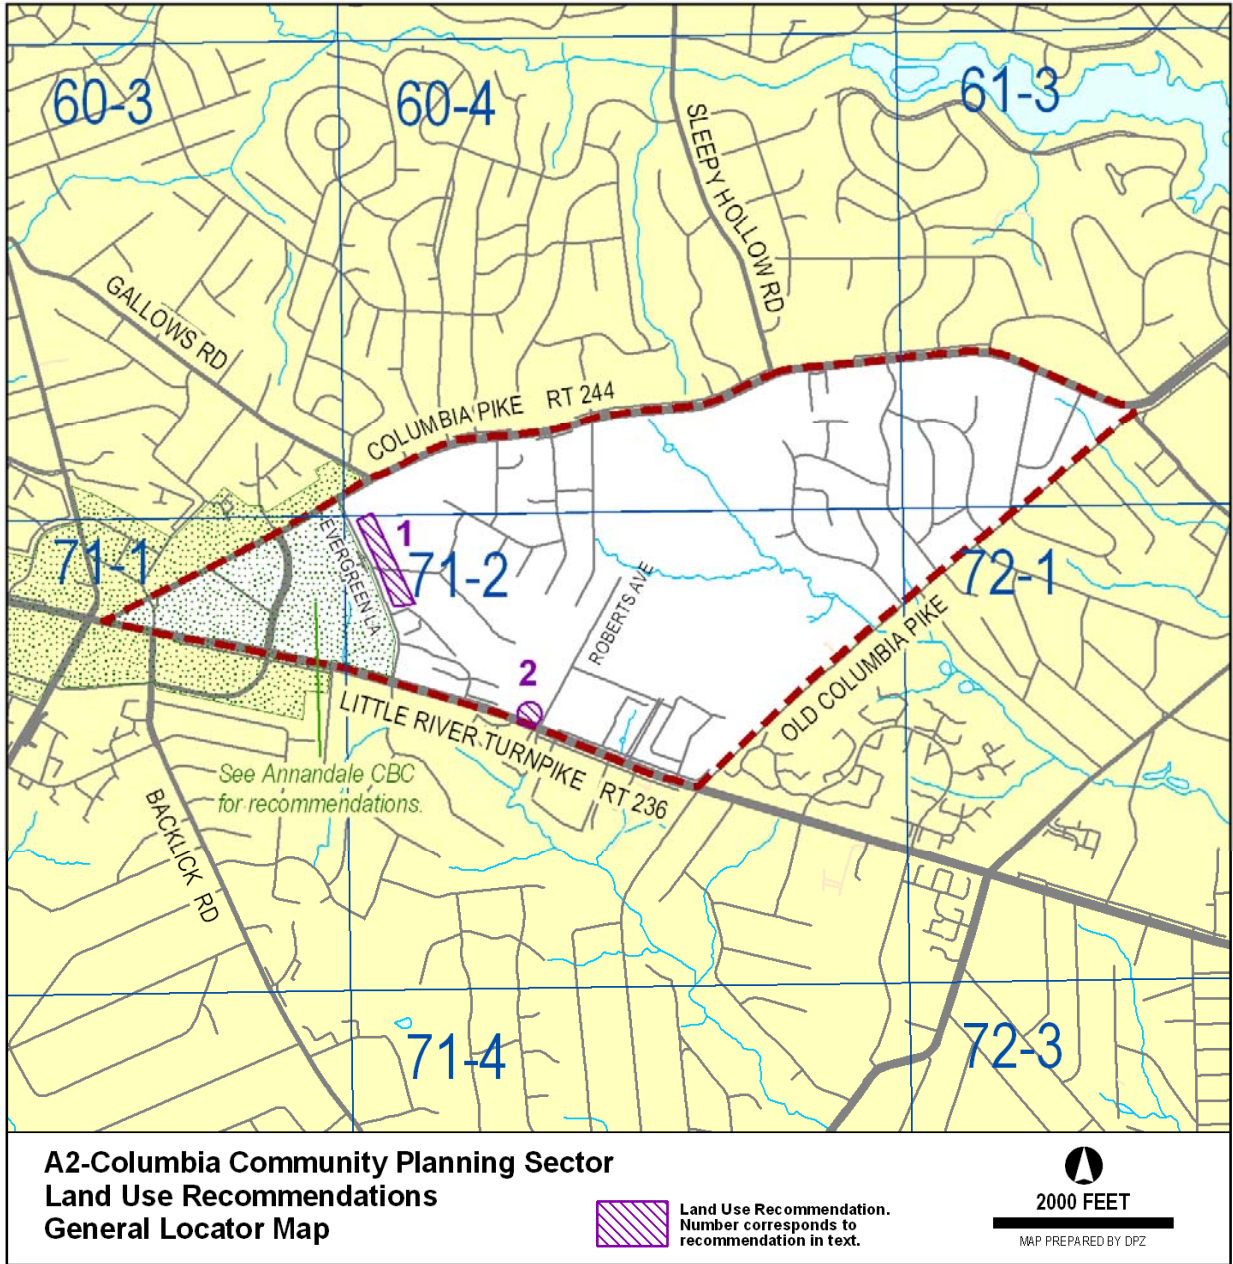 60-3
60-4
61-3
SLEEPY HOLLOW RD
GALLOWS RD
COLUMBIA PIKE RT 244
71-1
EVERGREEN LA
1
71-2
72-1
ROBERTS AVE
2
OLD COLUMBIA PIKE
LITTLE RIVER TURNPIKE RT 236
See Annandale CBC
for recommendations.
BACKLICK RD
71-4
72-3
A2-Columbia Community Planning Sector
Land Use Recommendations
General Locator Map
Land Use Recommendation.
Number corresponds to
recommendation in text.
2000 FEET
MAP PREPARED BY DPZ